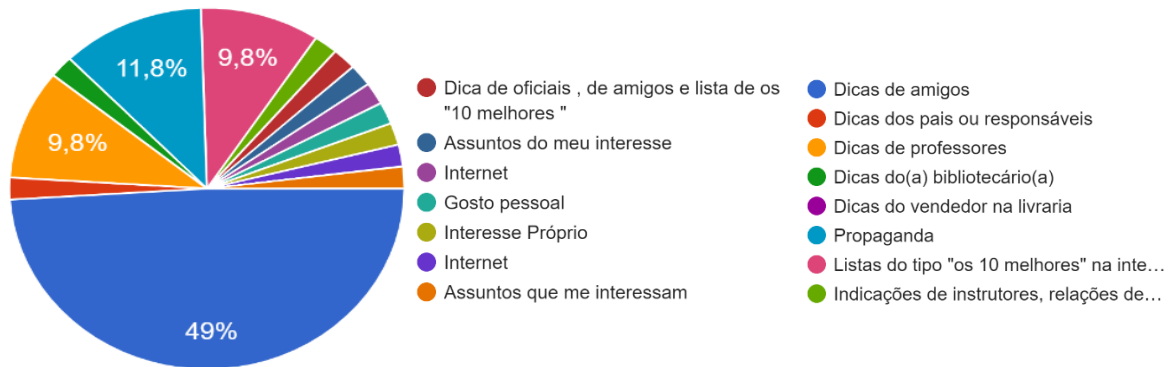 9,8%
11,8%
9,8%
49%
Dica de oficiais , de amigos e lista de os
"10 melhores "
Assuntos do meu interesse
Internet
Gosto pessoal
Interesse Próprio
Internet
Assuntos que me interessam
Dicas de amigos
Dicas dos pais ou responsáveis
Dicas de professores
Dicas do(a) bibliotecário(a)
Dicas do vendedor na livraria
Propaganda
Listas do tipo "os 10 melhores" na inte…
Indicações de instrutores, relações de…